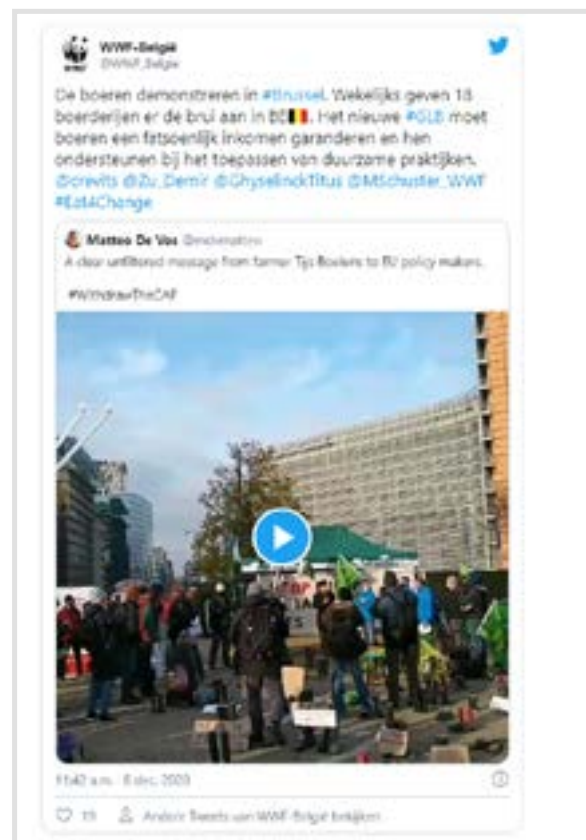 WWF-België
@WWF_Belgie
De boeren demonstreren in #Brussel. Wekelijks geven 18
boerderijen er de brui aan in BE🇧🇪. Het nieuwe #GLB moet
boeren een fatsoenlijk inkomen garanderen en hen
ondersteunen bij het toepassen van duurzame praktijken.
@crevits @Zu_Demir @GhyselinckTitus @MSchuster_WWF
#Eat4Change
Matteo De Vos
A clear unfiltered message from farmer Tijs Boelens to EU policy makers.
#WithdrawTheCAP
11:42 a.m. · 8 dec. 2020
19 Andere Tweets van WWF-België bekijken